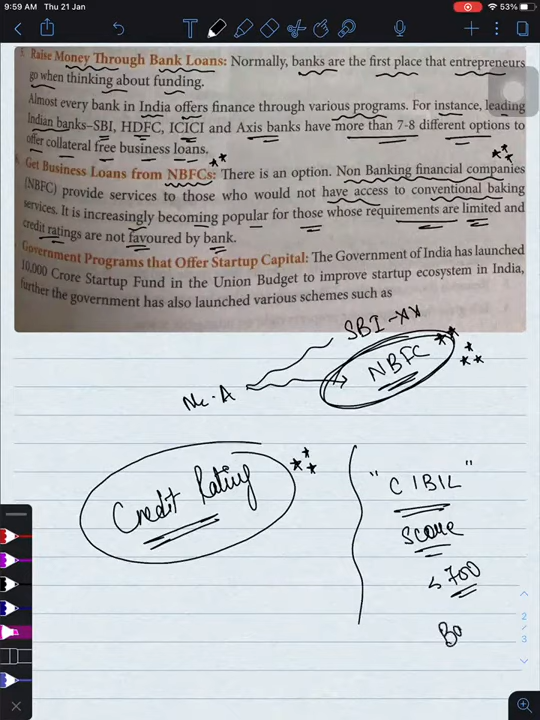 9:59 AM Thu 21 Jan
53%
Raise Money Through Bank Loans: Normally, banks are the first place that entrepreneurs
go when thinking about funding.
Almost every bank in India offers finance through various programs. For instance, leading
Indian banks–SBI, HDFC, ICICI and Axis banks have more than 7-8 different options to
offer collateral free business loans.
Get Business Loans from NBFCs: There is an option. Non Banking financial companies
(NBFC) provide services to those who would not have access to conventional baking
services. It is increasingly becoming popular for those whose requirements are limited and
credit ratings are not favoured by bank.
Government Programs that Offer Startup Capital: The Government of India has launched
10,000 Crore Startup Fund in the Union Budget to improve startup ecosystem in India,
further the government has also launched various schemes such as
SBI - XX
NBFC
Mr. A
Credit Rating
"CIBIL"
Score
< 700
Bo
2
3